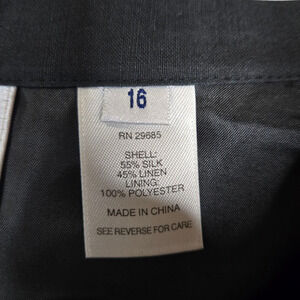 16
RN 29685
SHELL:
55% SILK
45% LINEN
LINING:
100% POLYESTER
MADE IN CHINA
SEE REVERSE FOR CARE